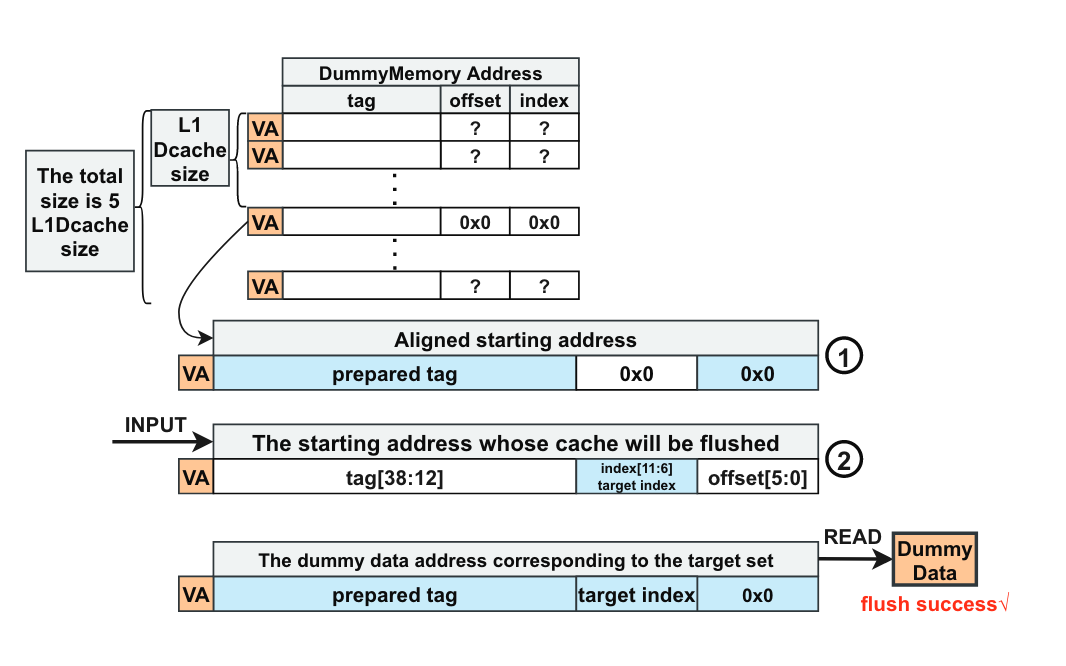 DummyMemory Address
tag offset index
VA ? ?
VA ? ?
L1
Dcache
size
The total
size is 5
L1Dcache
size
VA 0x0 0x0
VA ? ?
Aligned starting address
VA prepared tag 0x0 0x0
1
INPUT
The starting address whose cache will be flushed
VA tag[38:12] index[11:6]
target index offset[5:0]
2
The dummy data address corresponding to the target set
VA prepared tag target index 0x0
READ
Dummy
Data
flush success√